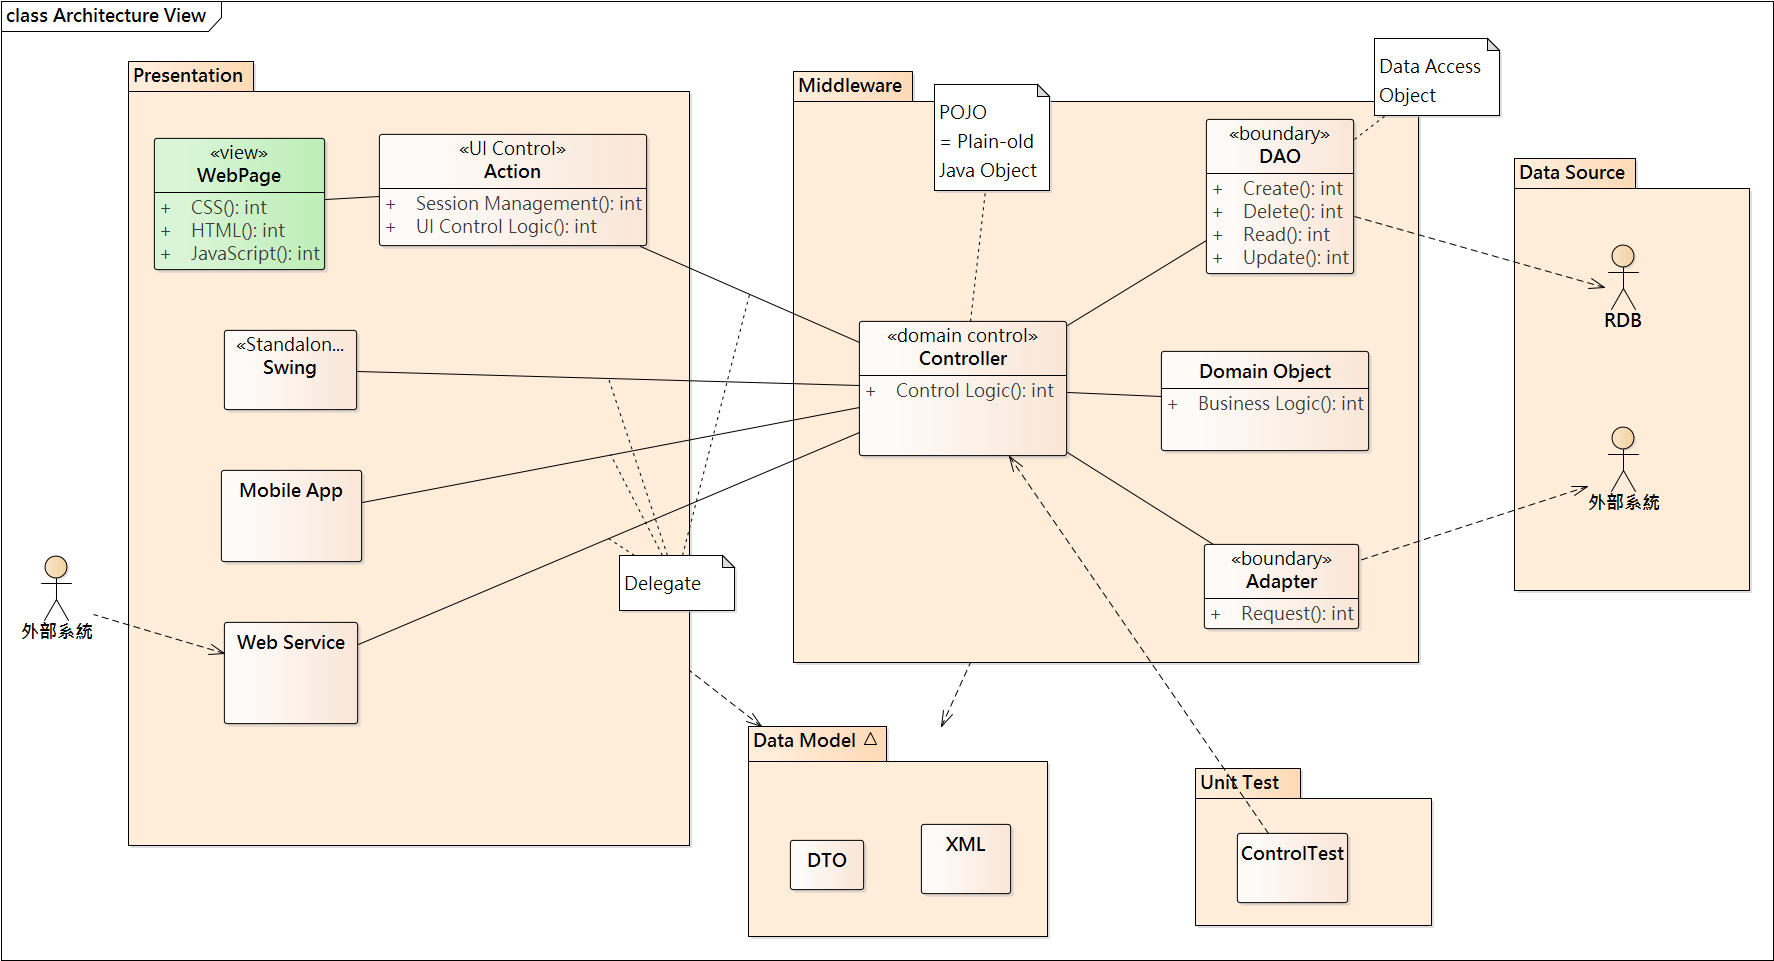 class Architecture View
Presentation
«view»
WebPage
+ CSS(): int
+ HTML(): int
+ JavaScript(): int
«UI Control»
Action
+ Session Management(): int
+ UI Control Logic(): int
«Standalon...
Swing
Mobile App
Web Service
外部系統
Delegate
Middleware
POJO
= Plain-old
Java Object
«domain control»
Controller
+ Control Logic(): int
Data Access
Object
«boundary»
DAO
+ Create(): int
+ Delete(): int
+ Read(): int
+ Update(): int
Domain Object
+ Business Logic(): int
«boundary»
Adapter
+ Request(): int
Data Source
RDB
外部系統
Data Model △
DTO
XML
Unit Test
ControlTest